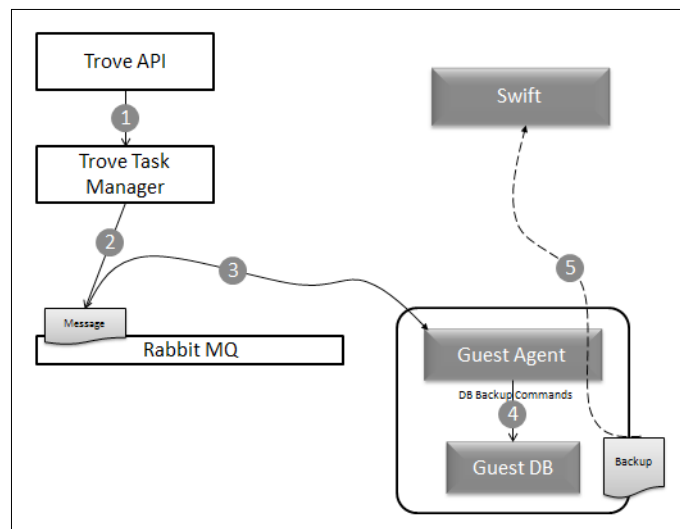 Trove API
Swift
1
Trove Task
Manager
2
3
5
Message
Rabbit MQ
Guest Agent
DB Backup Commands
4
Guest DB
Backup